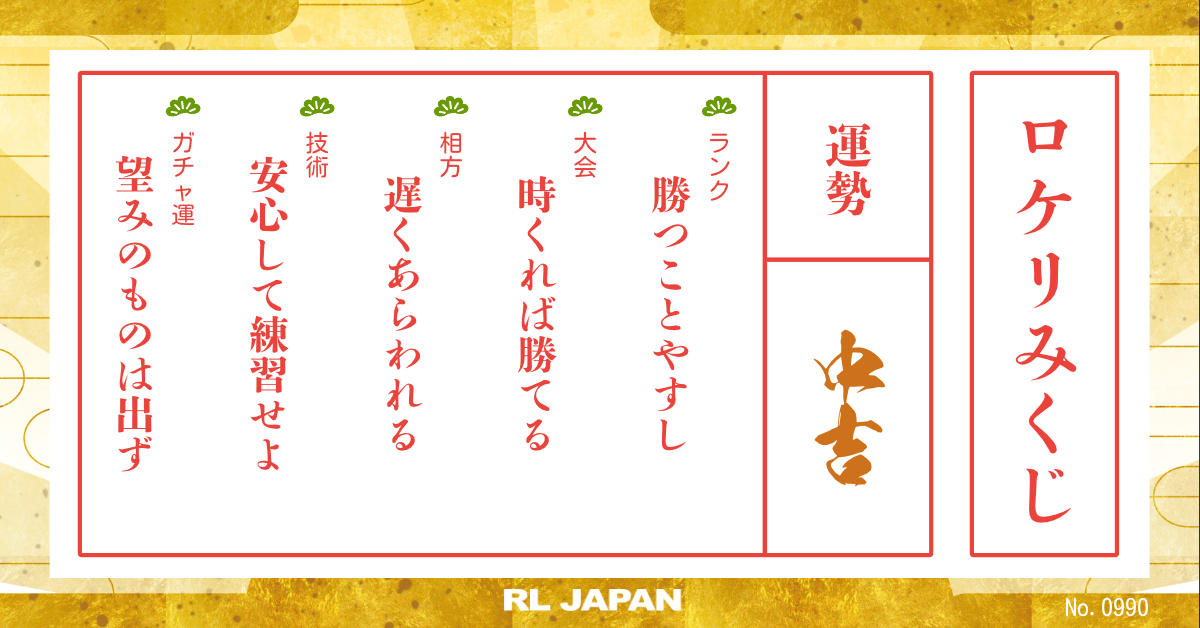 ロケリみくじ
運勢
中吉
ランク
勝つことやすし
大会
時くれば勝てる
相方
遅くあらわれる
技術
安心して練習せよ
ガチャ運
望みのものは出ず
RL JAPAN
No. 0990